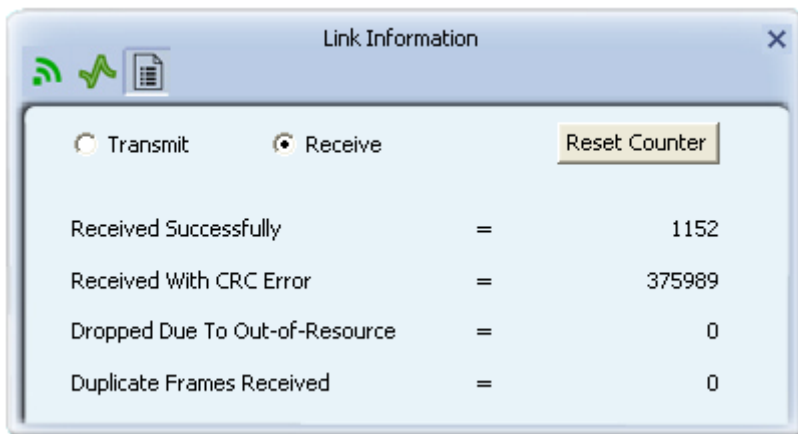 Link Information
Transmit Receive Reset Counter
Received Successfully = 1152
Received With CRC Error = 375989
Dropped Due To Out-of-Resource = 0
Duplicate Frames Received = 0